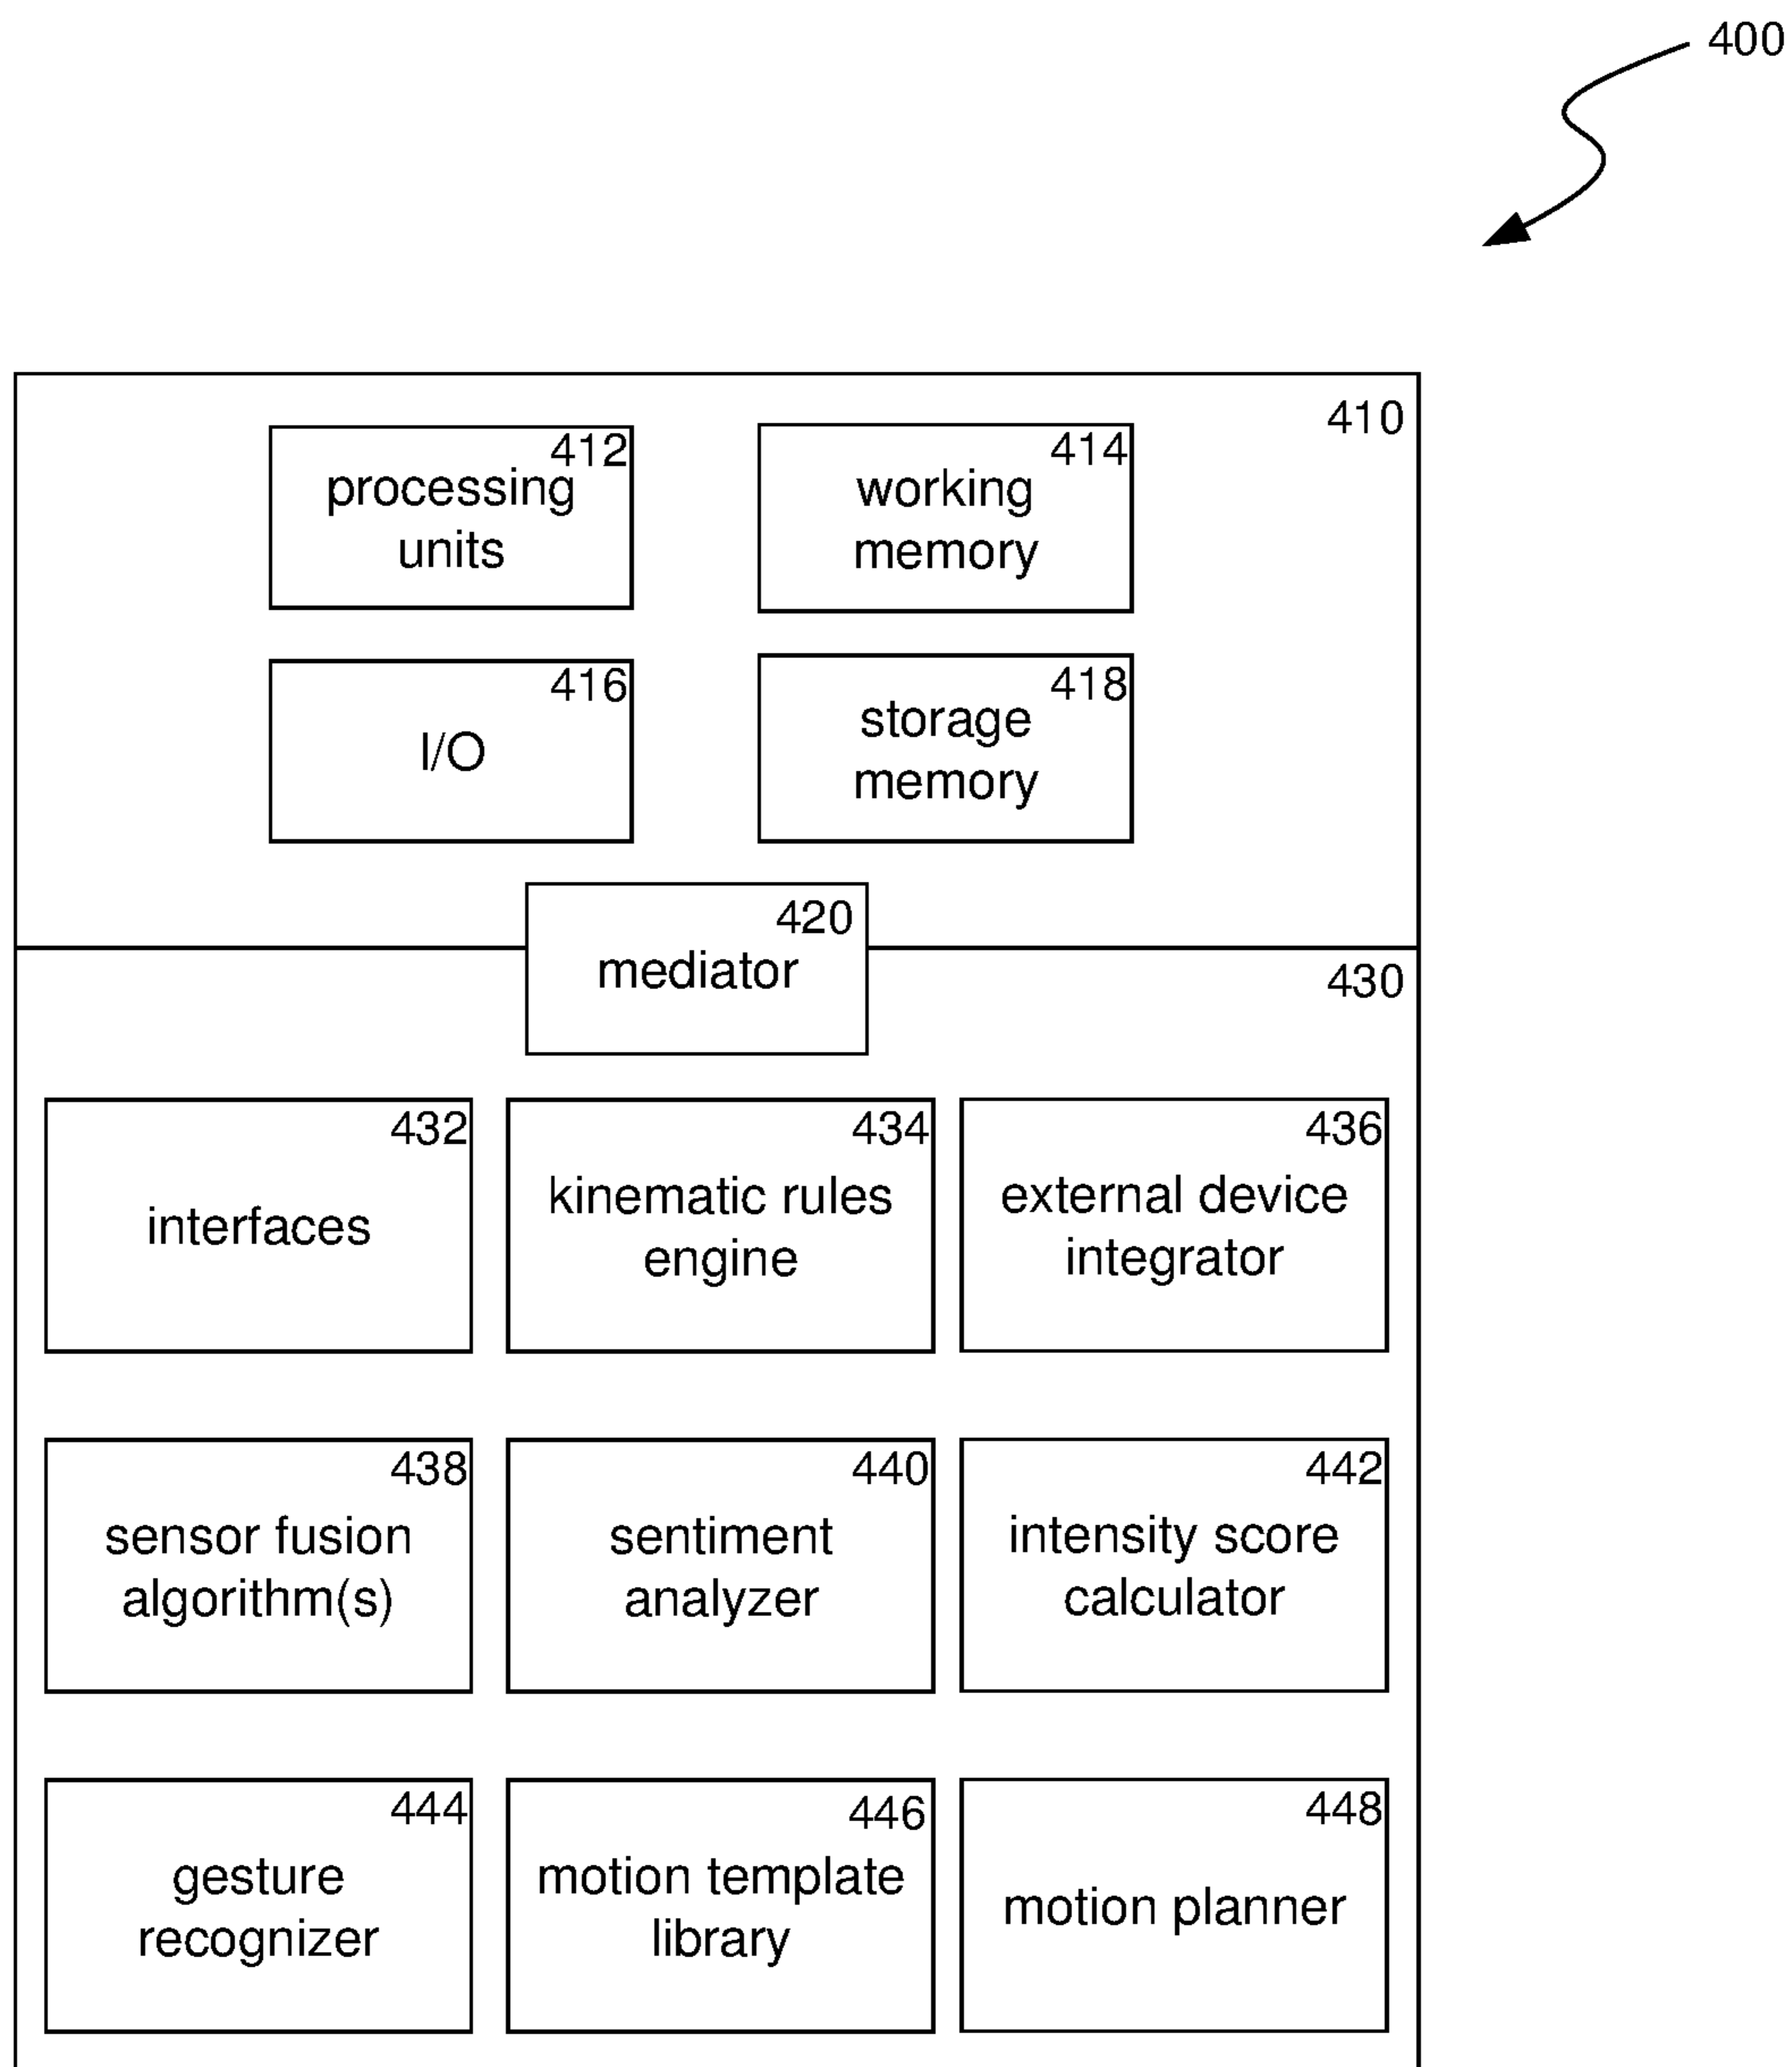 400
410
412
processing
units
414
working
memory
416
I/O
418
storage
memory
420
mediator
430
432
interfaces
434
kinematic rules
engine
436
external device
integrator
438
sensor fusion
algorithm(s)
440
sentiment
analyzer
442
intensity score
calculator
444
gesture
recognizer
446
motion template
library
448
motion planner